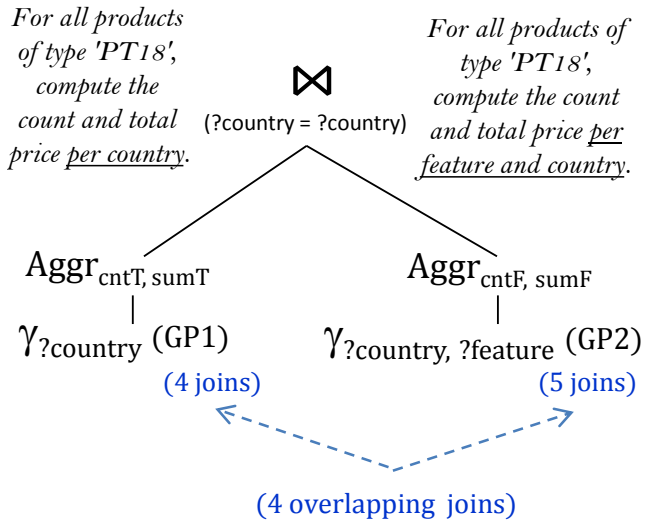 For all products
of type 'PT18',
compute the
count and total
price per country.
⋈
(?country = ?country)
For all products of
type 'PT18',
compute the count
and total price per
feature and country.
Aggr cntT, sumT
Aggr cntF, sumF
γ ?country (GP1)
γ ?country, ?feature (GP2)
(4 joins)
(5 joins)
(4 overlapping joins)